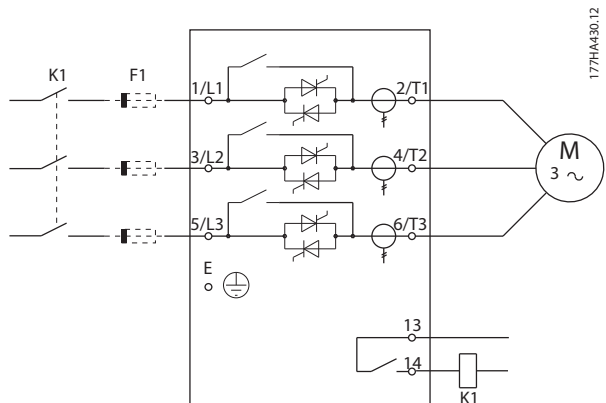 177HA430.12
K1
F1
1/L1
2/T1
3/L2
4/T2
M
3 ~
5/L3
6/T3
E
13
14
K1